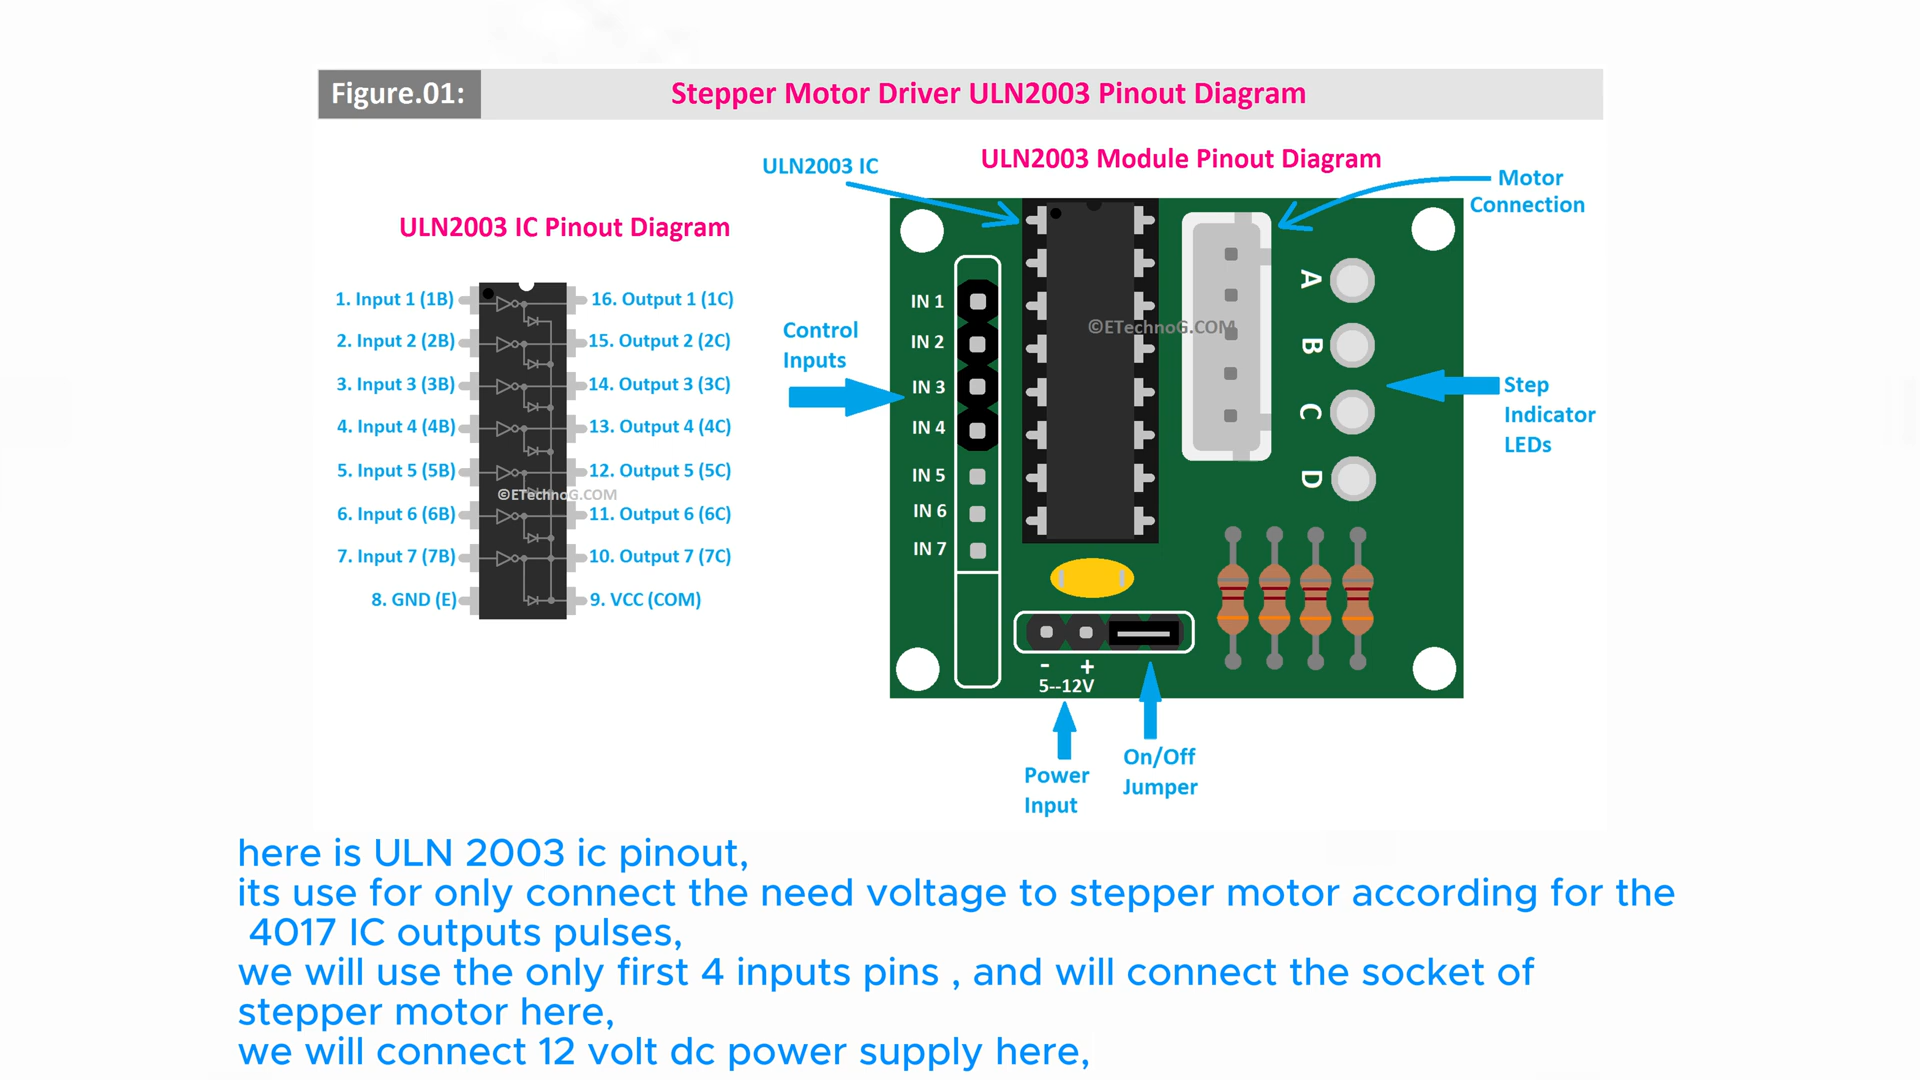 Figure.01:
Stepper Motor Driver ULN2003 Pinout Diagram
ULN2003 IC Pinout Diagram
1. Input 1 (1B)
2. Input 2 (2B)
3. Input 3 (3B)
4. Input 4 (4B)
5. Input 5 (5B)
6. Input 6 (6B)
7. Input 7 (7B)
8. GND (E)
16. Output 1 (1C)
15. Output 2 (2C)
14. Output 3 (3C)
13. Output 4 (4C)
12. Output 5 (5C)
11. Output 6 (6C)
10. Output 7 (7C)
9. VCC (COM)
©ETechnoG.COM
ULN2003 Module Pinout Diagram
ULN2003 IC
Motor
Connection
Control
Inputs
IN 1
IN 2
IN 3
IN 4
IN 5
IN 6
IN 7
©ETechnoG.COM
A
B
C
D
Step
Indicator
LEDs
- +
5--12V
Power
Input
On/Off
Jumper
here is ULN 2003 ic pinout,
its use for only connect the need voltage to stepper motor according for the
4017 IC outputs pulses,
we will use the only first 4 inputs pins , and will connect the socket of
stepper motor here,
we will connect 12 volt dc power supply here,